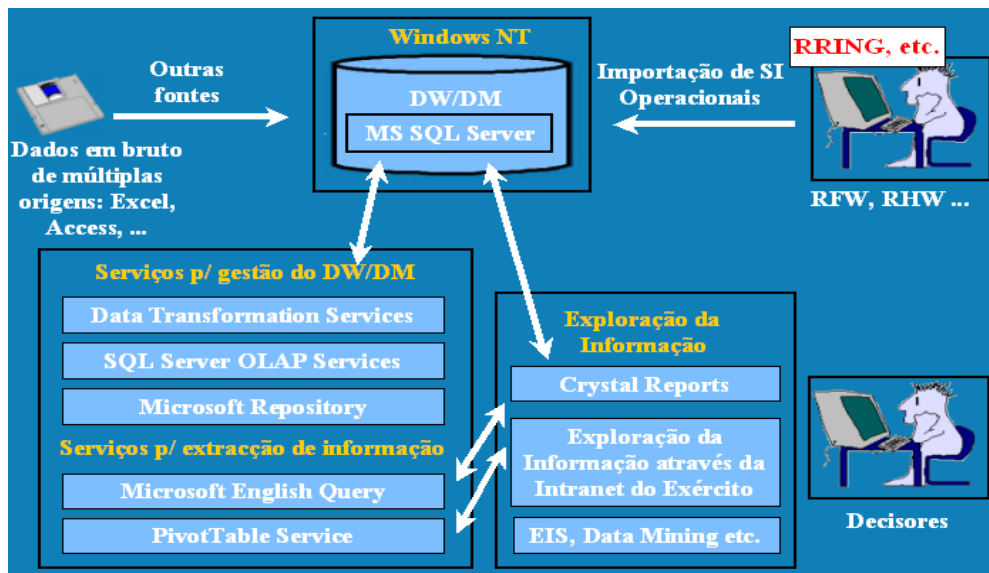 Windows NT
DW/DM
MS SQL Server
Outras
fontes
Dados em bruto
de múltiplas
origens: Excel,
Access, ...
Importação de SI
Operacionais
RRING, etc.
RFW, RHW ...
Serviços p/ gestão do DW/DM
Data Transformation Services
SQL Server OLAP Services
Microsoft Repository
Serviços p/ extracção de informação
Microsoft English Query
PivotTable Service
Exploração da
Informação
Crystal Reports
Exploração da
Informação através da
Intranet do Exército
EIS, Data Mining etc.
Decisores